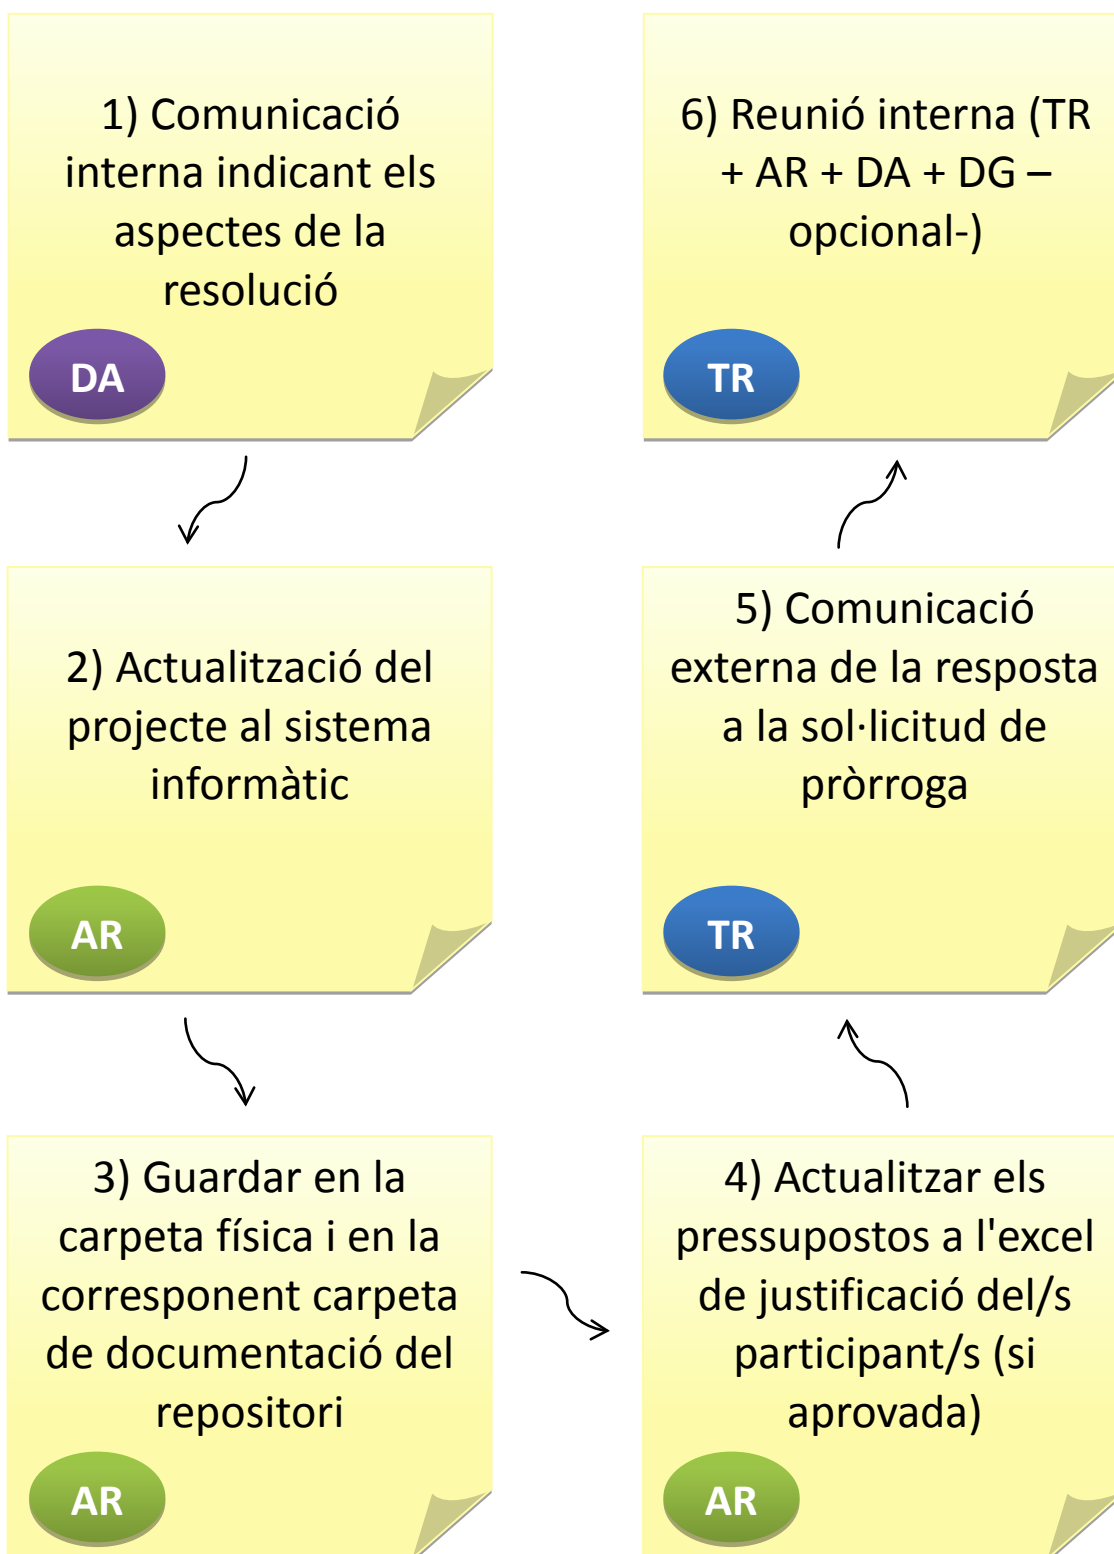 1) Comunicació
interna indicant els
aspectes de la
resolució
DA
2) Actualització del
projecte al sistema
informàtic
AR
3) Guardar en la
carpeta física i en la
corresponent carpeta
de documentació del
repositori
AR
4) Actualitzar els
pressupostos a l'excel
de justificació del/s
participant/s (si
aprovada)
AR
5) Comunicació
externa de la resposta
a la sol·licitud de
pròrroga
TR
6) Reunió interna (TR
+ AR + DA + DG –
opcional-)
TR